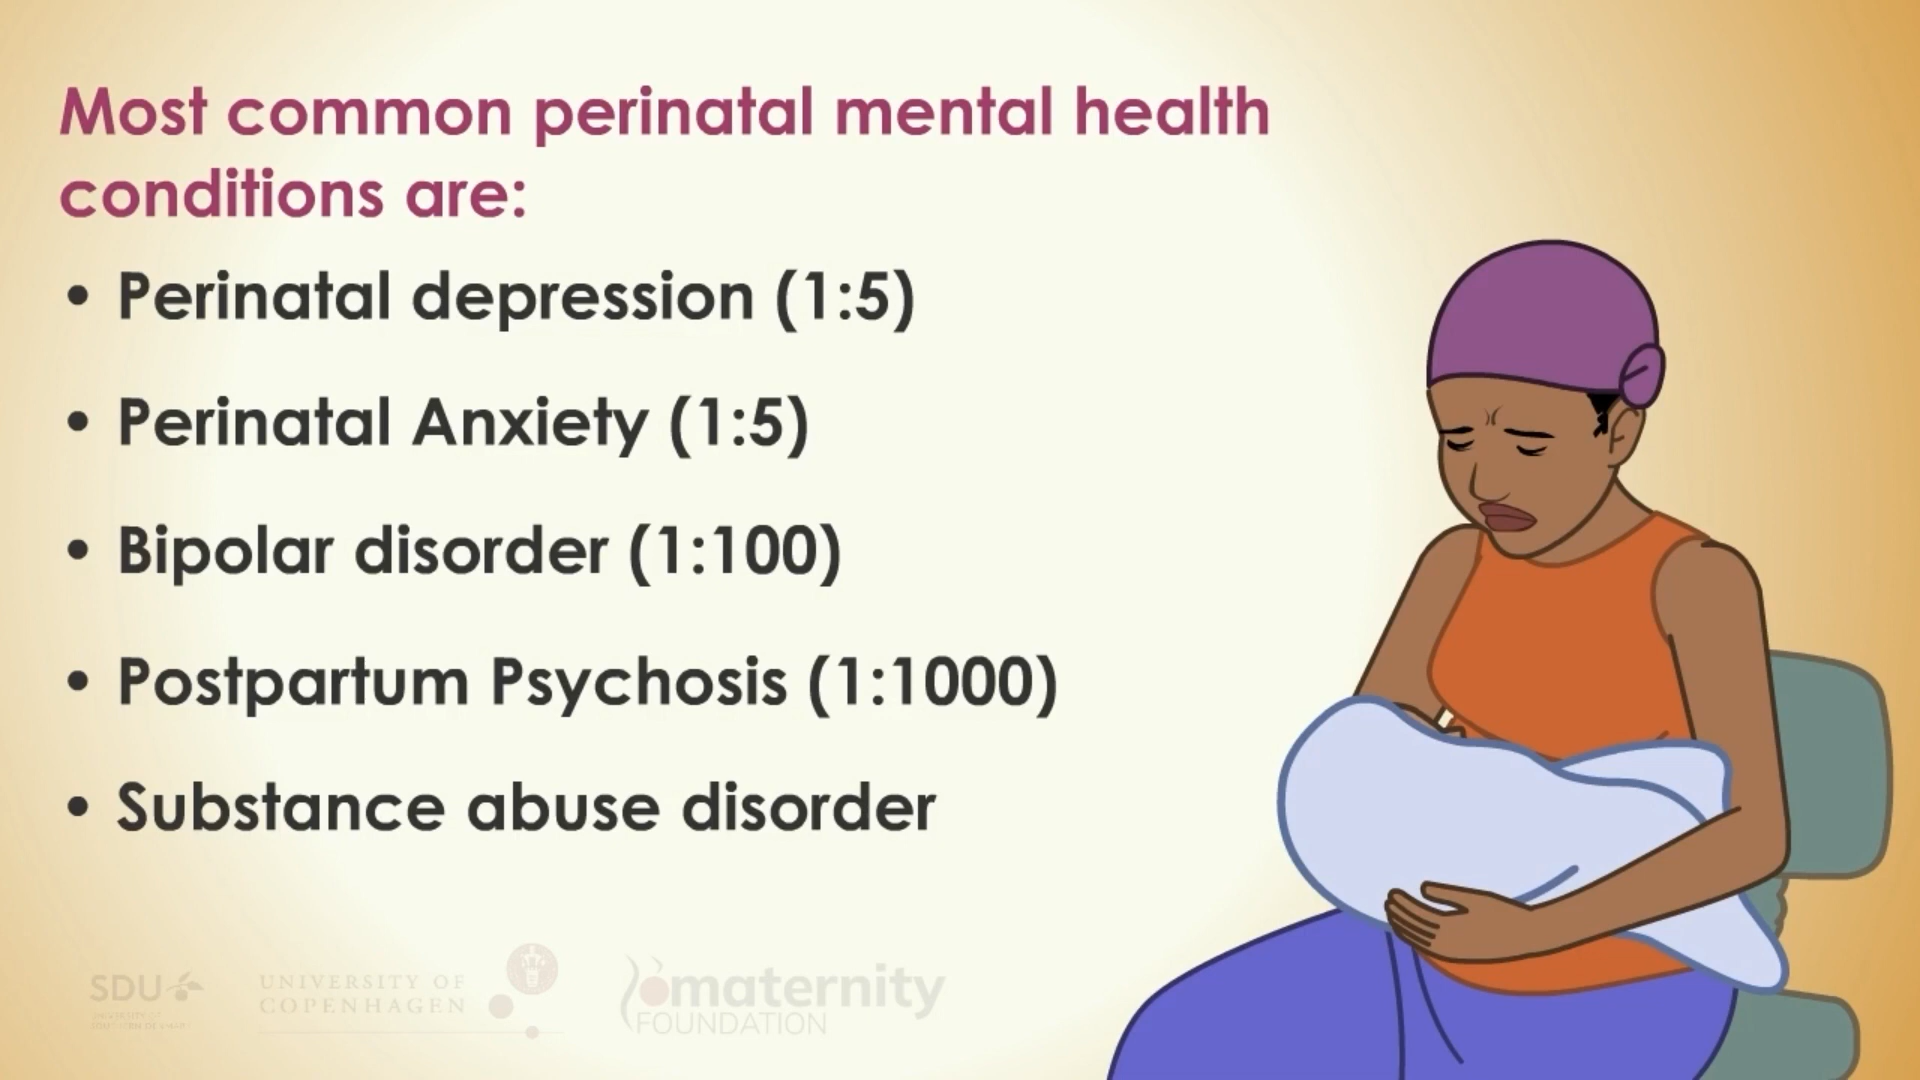 Most common perinatal mental health
conditions are:
• Perinatal depression (1:5)
• Perinatal Anxiety (1:5)
• Bipolar disorder (1:100)
• Postpartum Psychosis (1:1000)
• Substance abuse disorder
SDU
UNIVERSITY OF
COPENHAGEN
maternity
FOUNDATION